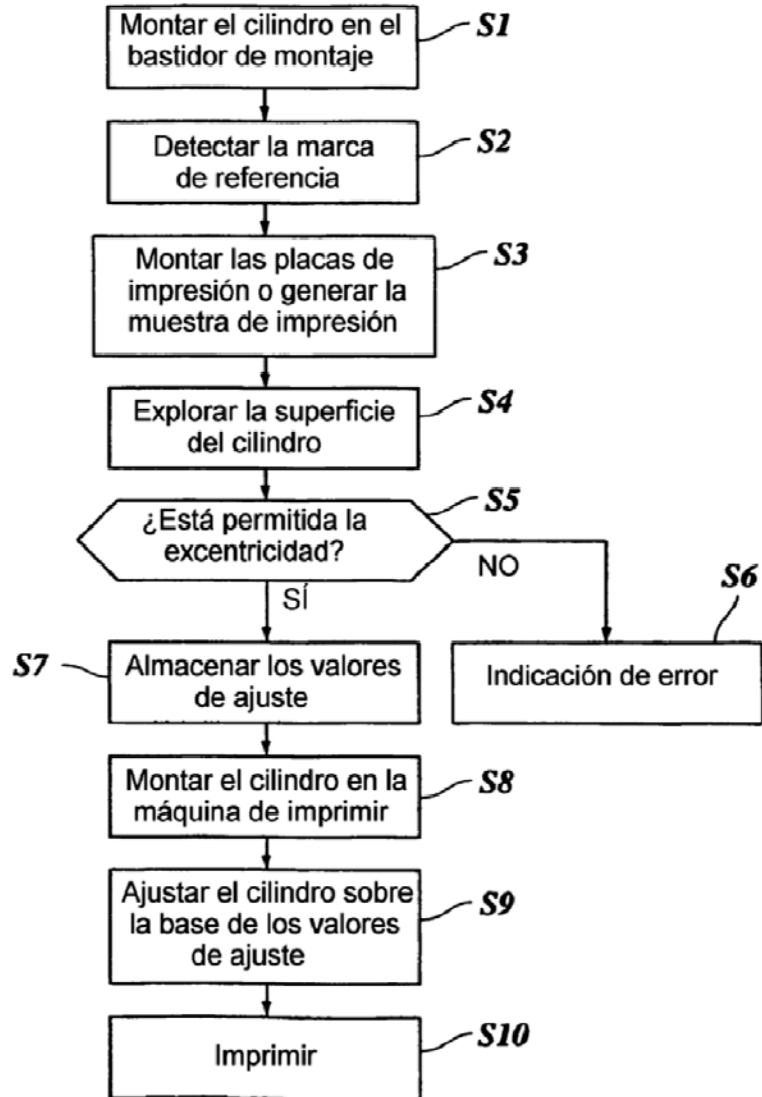 Montar el cilindro en el
bastidor de montaje
S1
Detectar la marca
de referencia
S2
Montar las placas de
impresión o generar la
muestra de impresión
S3
Explorar la superficie
del cilindro
S4
¿Está permitida la
excentricidad?
S5
NO
SÍ
S6
Indicación de error
S7
Almacenar los valores
de ajuste
Montar el cilindro en la
máquina de imprimir
S8
Ajustar el cilindro sobre
la base de los valores
de ajuste
S9
Imprimir
S10